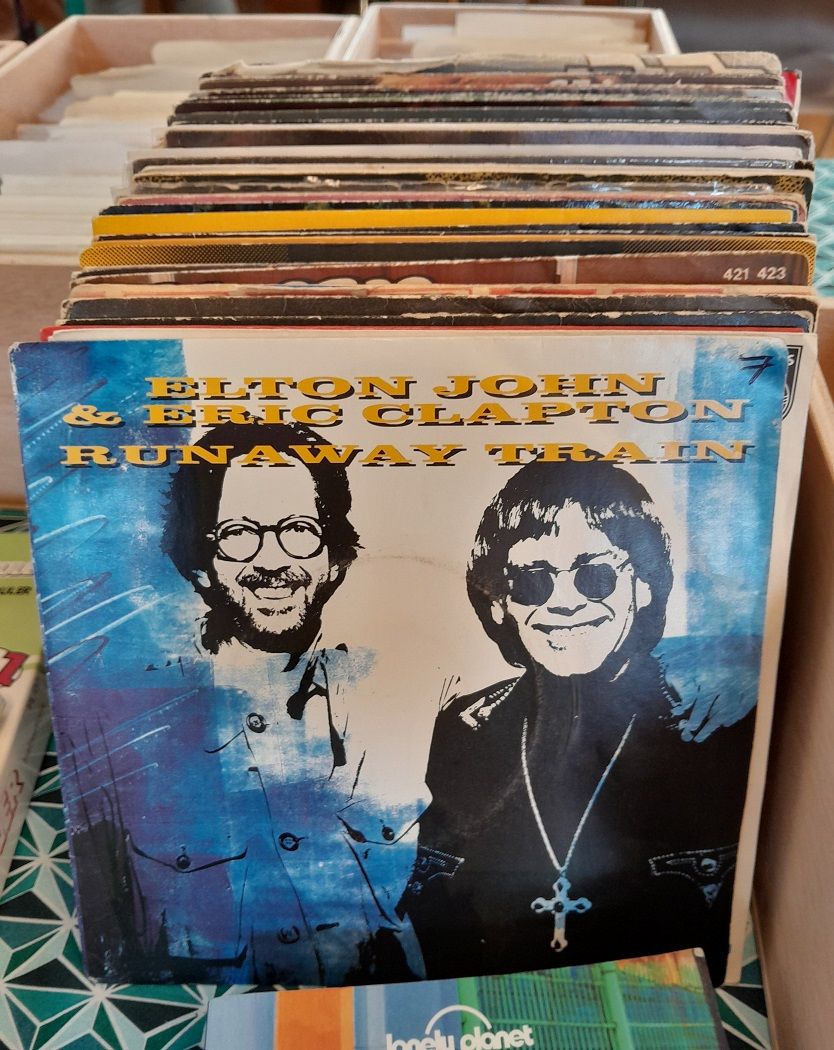 421 423
7
ELTON JOHN
& ERIC CLAPTON
RUNAWAY TRAIN
lonely planet